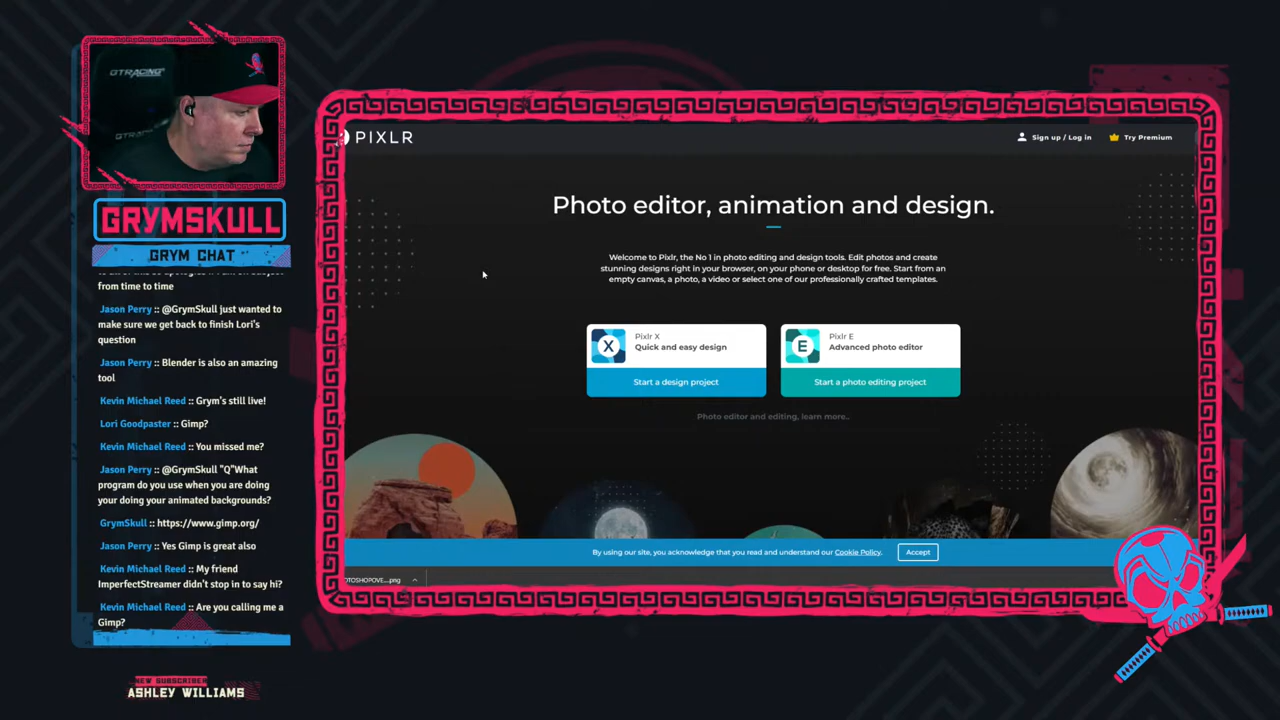 GTRACING
GTRACING
GRYMSKULL
GRYM CHAT
from time to time
Jason Perry :: @GrymSkull just wanted to
make sure we get back to finish Lori's
question
Jason Perry :: Blender is also an amazing
tool
Kevin Michael Reed :: Grym's still live!
Lori Goodpaster :: Gimp?
Kevin Michael Reed :: You missed me?
Jason Perry :: @GrymSkull "Q"What
program do you use when you are doing
your doing your animated backgrounds?
GrymSkull :: https://www.gimp.org/
Jason Perry :: Yes Gimp is great also
Kevin Michael Reed :: My friend
ImperfectStreamer didn't stop in to say hi?
Kevin Michael Reed :: Are you calling me a
Gimp?
NEW SUBSCRIBER
ASHLEY WILLIAMS
PIXLR
Sign up / Log in
Try Premium
Photo editor, animation and design.
Welcome to Pixlr, the No 1 in photo editing and design tools. Edit photos and create
stunning designs right in your browser, on your phone or desktop for free. Start from an
empty canvas, a photo, a video or select one of our professionally crafted templates.
X
Pixlr X
Quick and easy design
Start a design project
E
Pixlr E
Advanced photo editor
Start a photo editing project
Photo editor and editing, learn more..
By using our site, you acknowledge that you read and understand our Cookie Policy.
Accept
OTOSHOPOVE....png